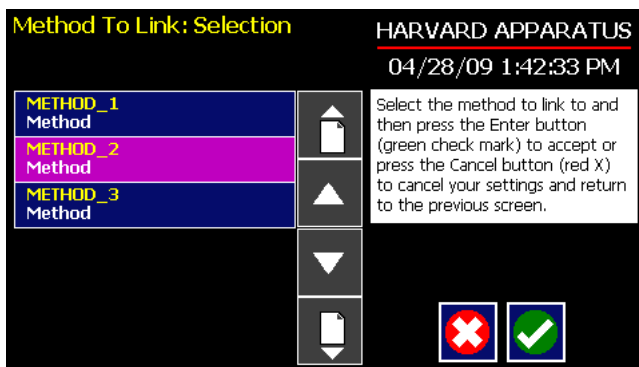 Method To Link: Selection
HARVARD APPARATUS
04/28/09 1:42:33 PM
METHOD_1
Method
METHOD_2
Method
METHOD_3
Method
Select the method to link to and
then press the Enter button
(green check mark) to accept or
press the Cancel button (red X)
to cancel your settings and return
to the previous screen.